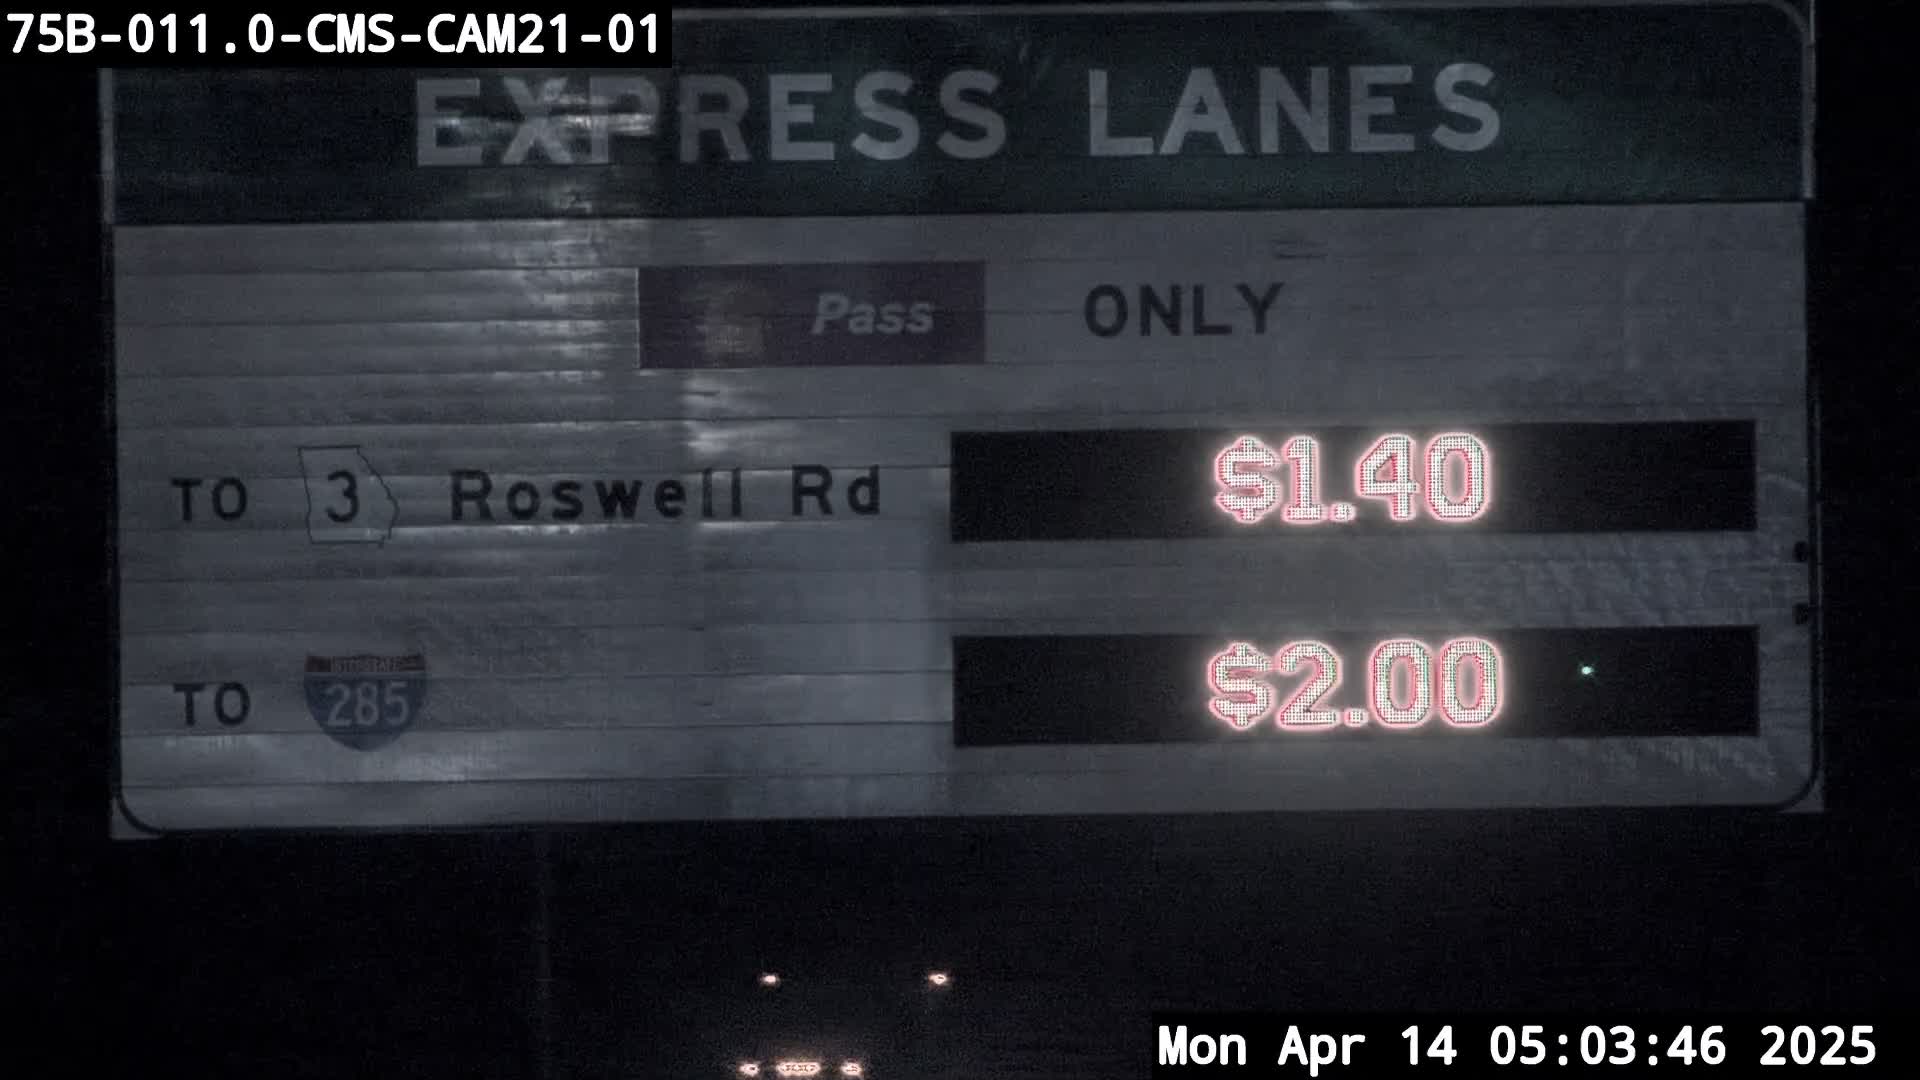 75B-011.0-CMS-CAM21-01
EXPRESS LANES
Pass ONLY
TO 3 Roswell Rd $1.40
INTERSTATE
TO 285 $2.00
Mon Apr 14 05:03:46 2025